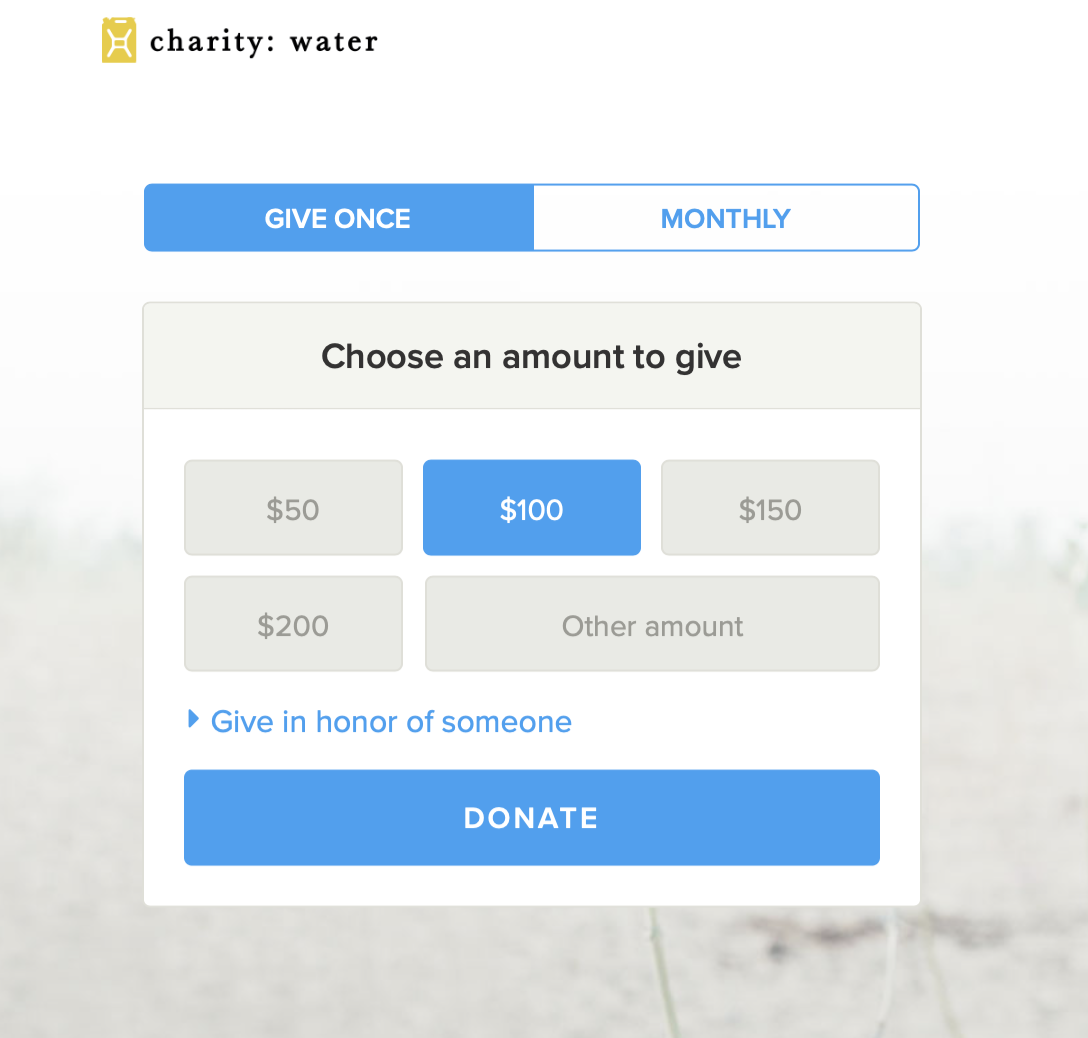 charity: water
GIVE ONCE
MONTHLY
Choose an amount to give
$50
$100
$150
$200
Other amount
Give in honor of someone
DONATE